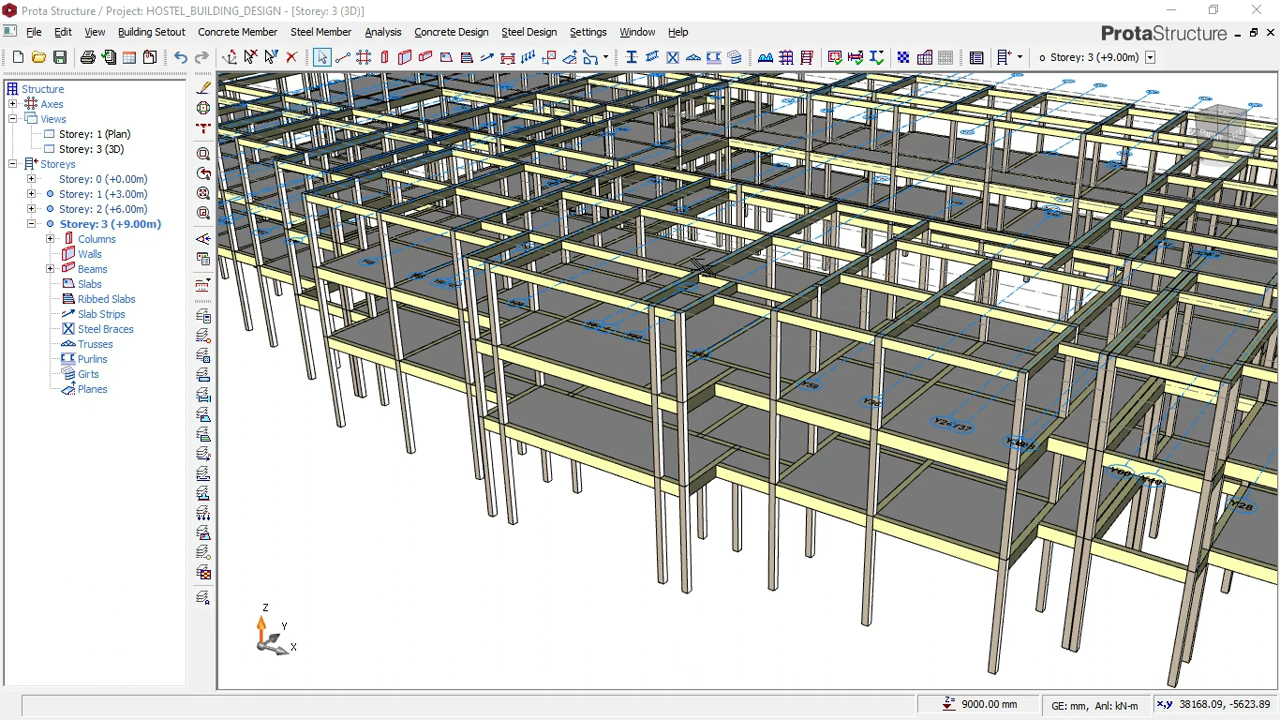 Prota Structure / Project: HOSTEL_BUILDING_DESIGN - [Storey: 3 (3D)]
File Edit View Building Setout Concrete Member Steel Member Analysis Concrete Design Steel Design Settings Window Help
ProtaStructure
o Storey: 3 (+9.00m)
Structure
Axes
Views
Storey: 1 (Plan)
Storey: 3 (3D)
Storeys
Storey: 0 (+0.00m)
Storey: 1 (+3.00m)
Storey: 2 (+6.00m)
Storey: 3 (+9.00m)
Columns
Walls
Beams
Slabs
Ribbed Slabs
Slab Strips
Steel Braces
Trusses
Purlins
Girts
Planes
Y28
Z
Y
X
Z= 9000.00 mm
GE: mm, Anl: kN-m
x,y 38168.09, -5623.89